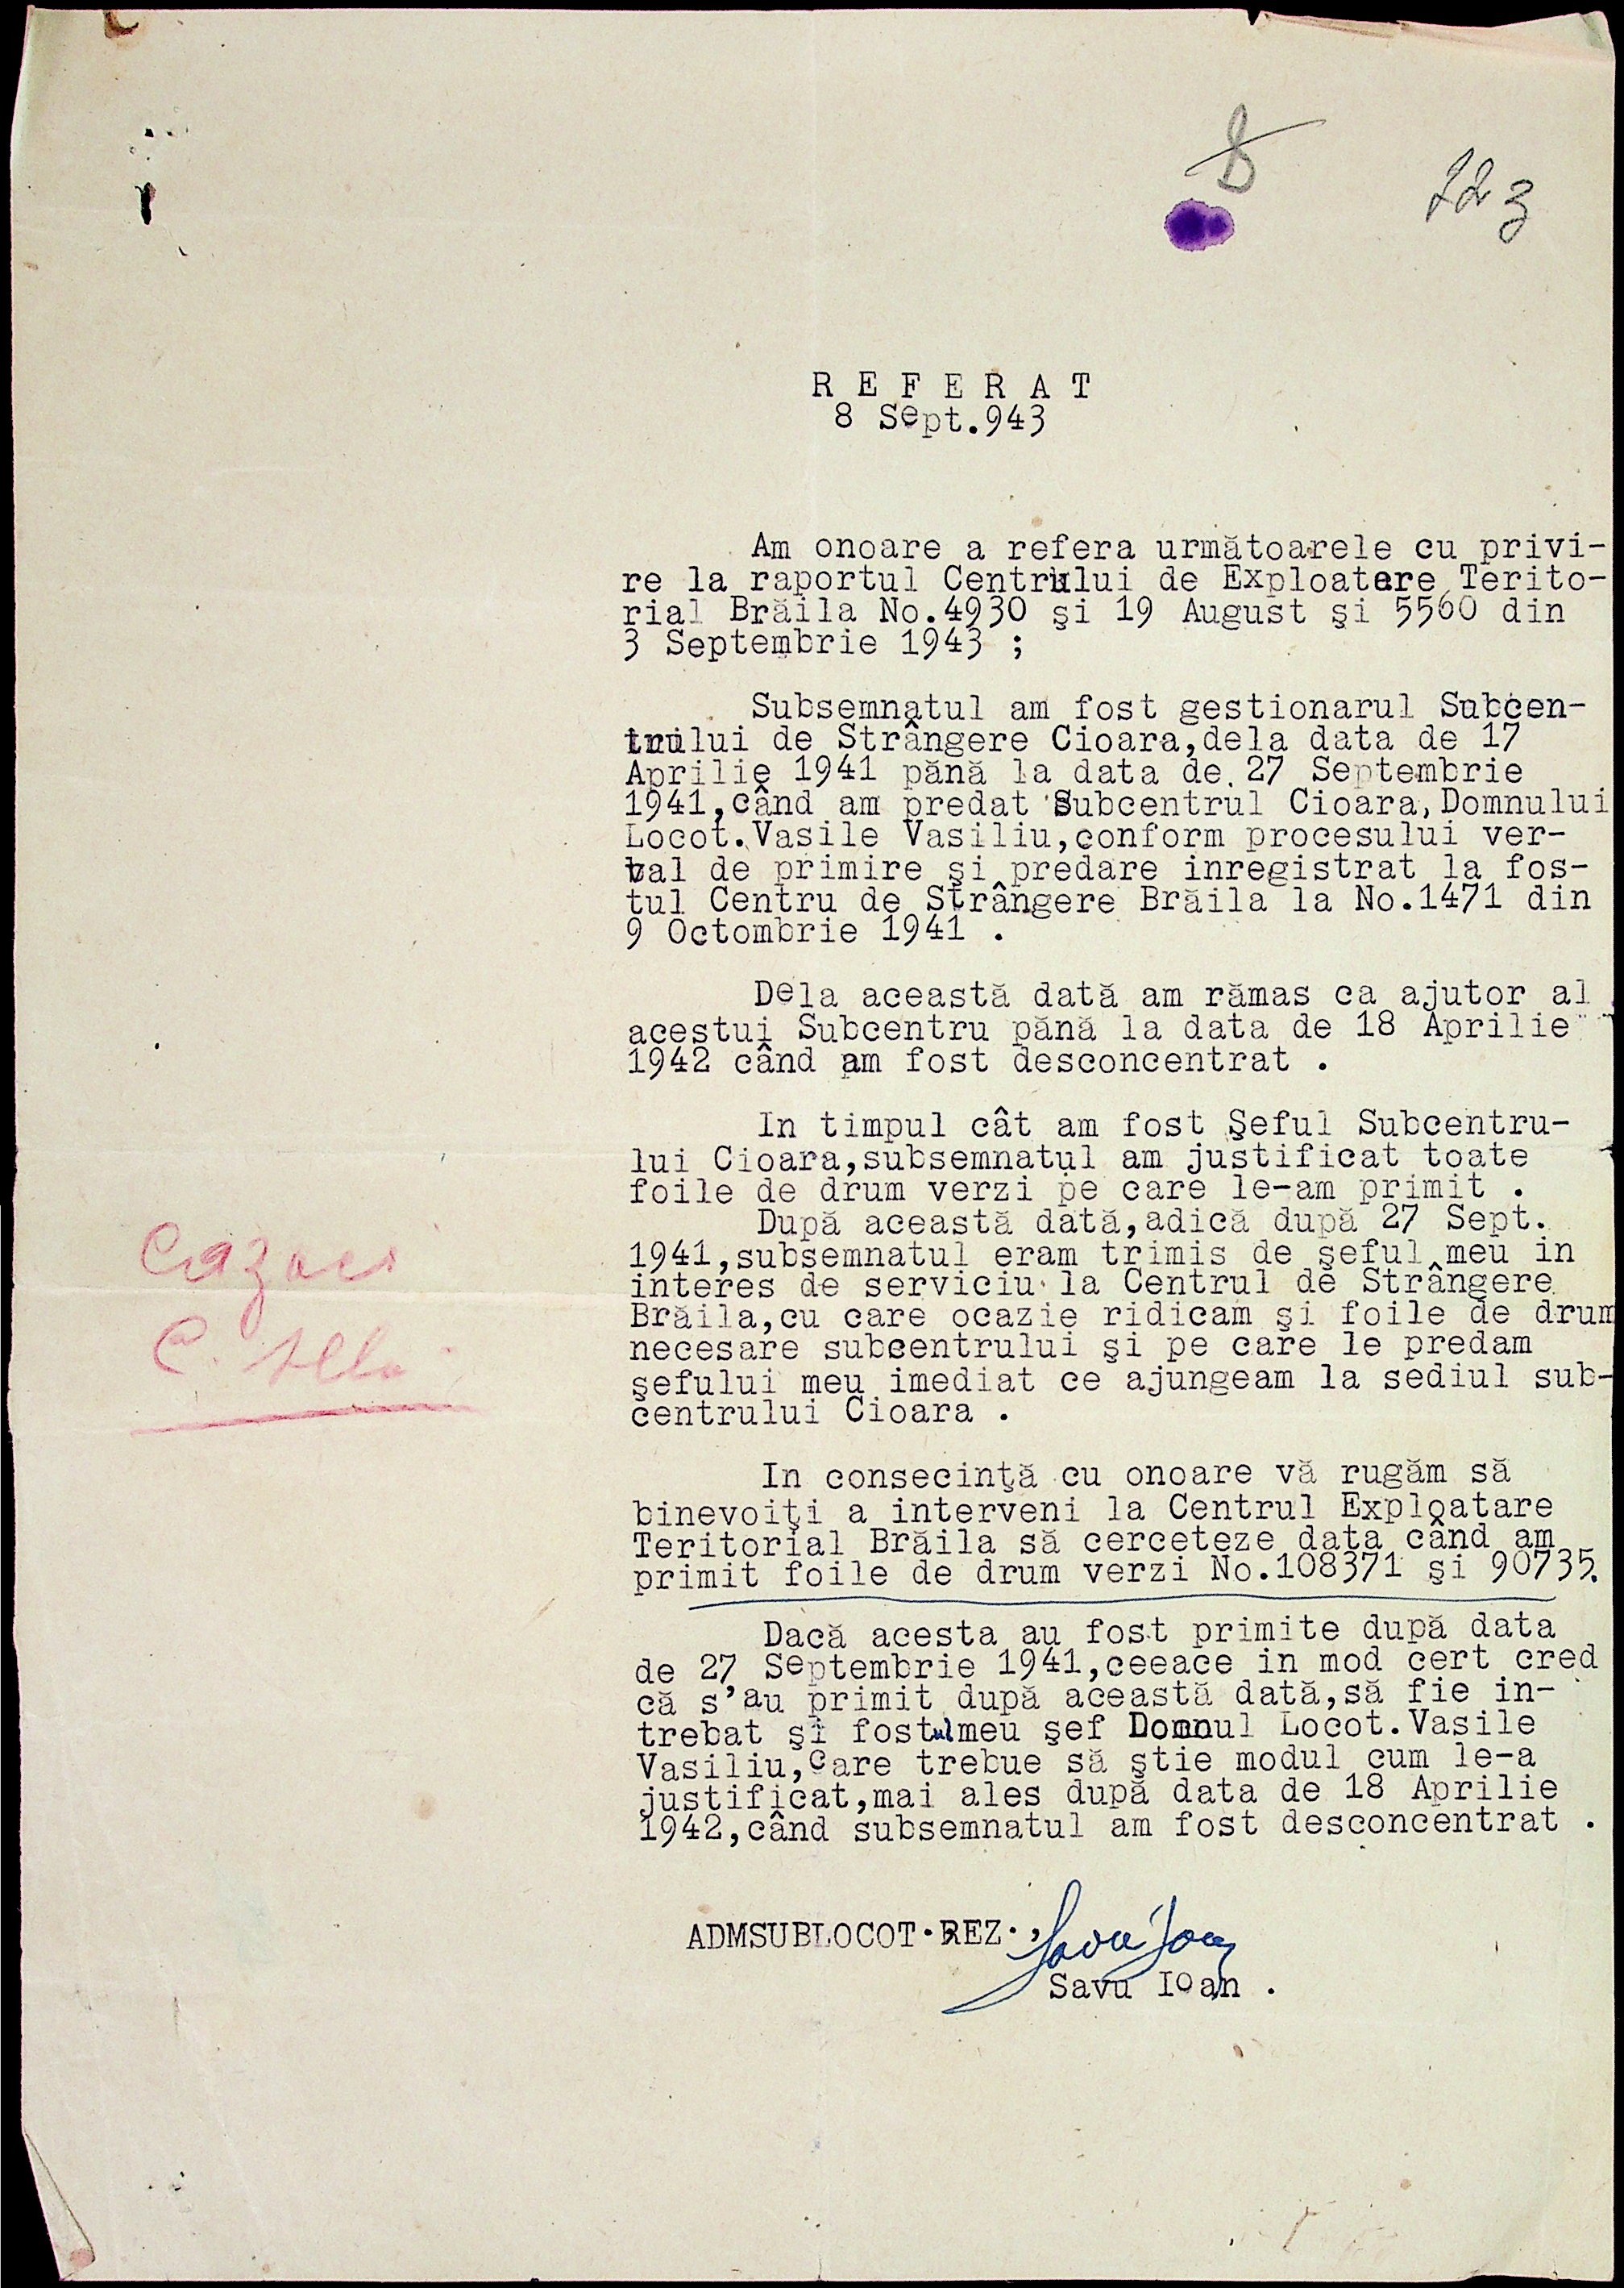 8
723
R E F E R A T
8 Sept.943
Am onoare a refera următoarele cu privi-
re la raportul Centrului de Exploatare Terito-
rial Brăila No.4930 şi 19 August şi 5560 din
3 Septembrie 1943 ;
Subsemnatul am fost gestionarul Subcen-
trului de Strângere Cioara,dela data de 17
Aprilie 1941 pănă la data de 27 Septembrie
1941,când am predat Subcentrul Cioara,Domnului
Locot.Vasile Vasiliu,conform procesului ver-
bal de primire şi predare inregistrat la fos-
tul Centru de Strângere Brăila la No.1471 din
9 Octombrie 1941 .
Dela această dată am rămas ca ajutor al
acestui Subcentru pănă la data de 18 Aprilie
1942 când am fost desconcentrat .
In timpul cât am fost Şeful Subcentru-
lui Cioara,subsemnatul am justificat toate
foile de drum verzi pe care le-am primit .
După această dată,adică după 27 Sept.
1941,subsemnatul eram trimis de şeful meu in
interes de serviciu la Centrul de Strângere
Brăila,cu care ocazie ridicam şi foile de drum
necesare subcentrului şi pe care le predam
şefului meu imediat ce ajungeam la sediul sub-
centrului Cioara .
In consecinţă cu onoare vă rugăm să
binevoiţi a interveni la Centrul Exploatare
Teritorial Brăila să cerceteze data când am
primit foile de drum verzi No.108371 şi 90735.
Dacă acesta au fost primite după data
de 27 Septembrie 1941,ceeace in mod cert cred
că s'au primit după această dată,să fie in-
trebat şi fostul meu şef Domnul Locot.Vasile
Vasiliu,care trebue să ştie modul cum le-a
justificat,mai ales după data de 18 Aprilie
1942,când subsemnatul am fost desconcentrat .
ADMSUBLOCOT.REZ.,
Savu Ioan
Savu Ioan .